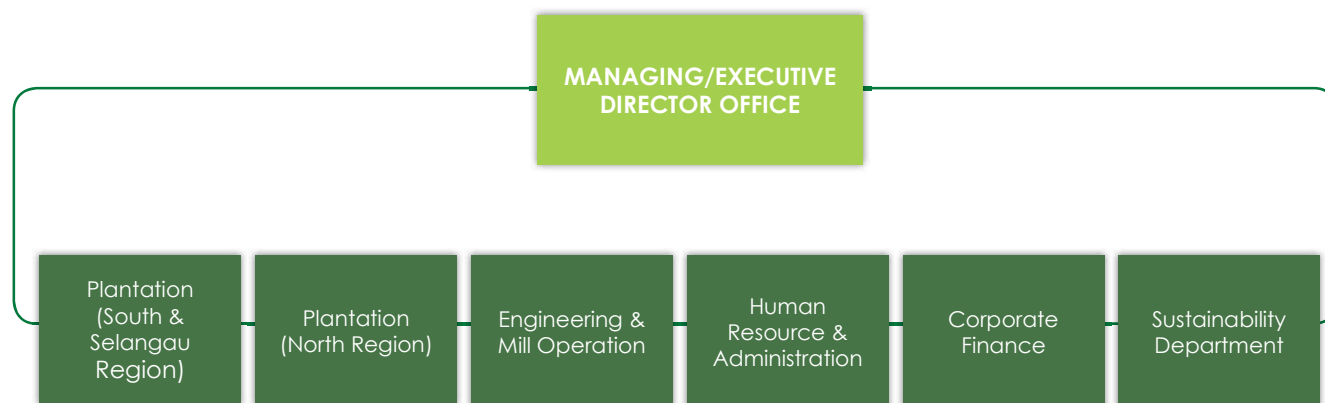 MANAGING/EXECUTIVE
DIRECTOR OFFICE
Plantation
(South &
Selangau
Region)
Plantation
(North Region)
Engineering &
Mill Operation
Human
Resource &
Administration
Corporate
Finance
Sustainability
Department